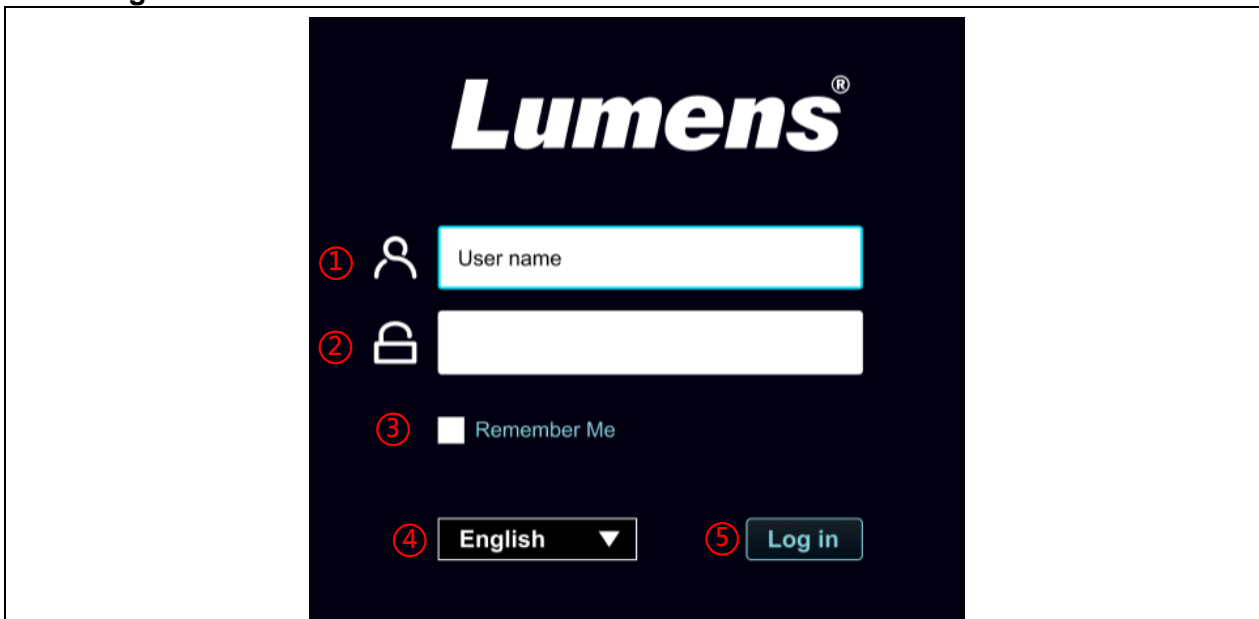 Lumens®
① User name
②
③ Remember Me
④ English ▼ ⑤ Log in